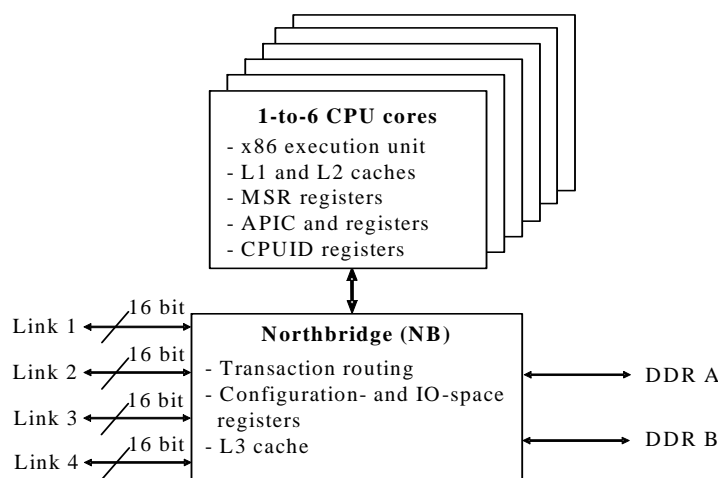 1-to-6 CPU cores
- x86 execution unit
- L1 and L2 caches
- MSR registers
- APIC and registers
- CPUID registers
Link 1
16 bit
Link 2
16 bit
Link 3
16 bit
Link 4
16 bit
Northbridge (NB)
- Transaction routing
- Configuration- and IO-space
registers
- L3 cache
DDR A
DDR B